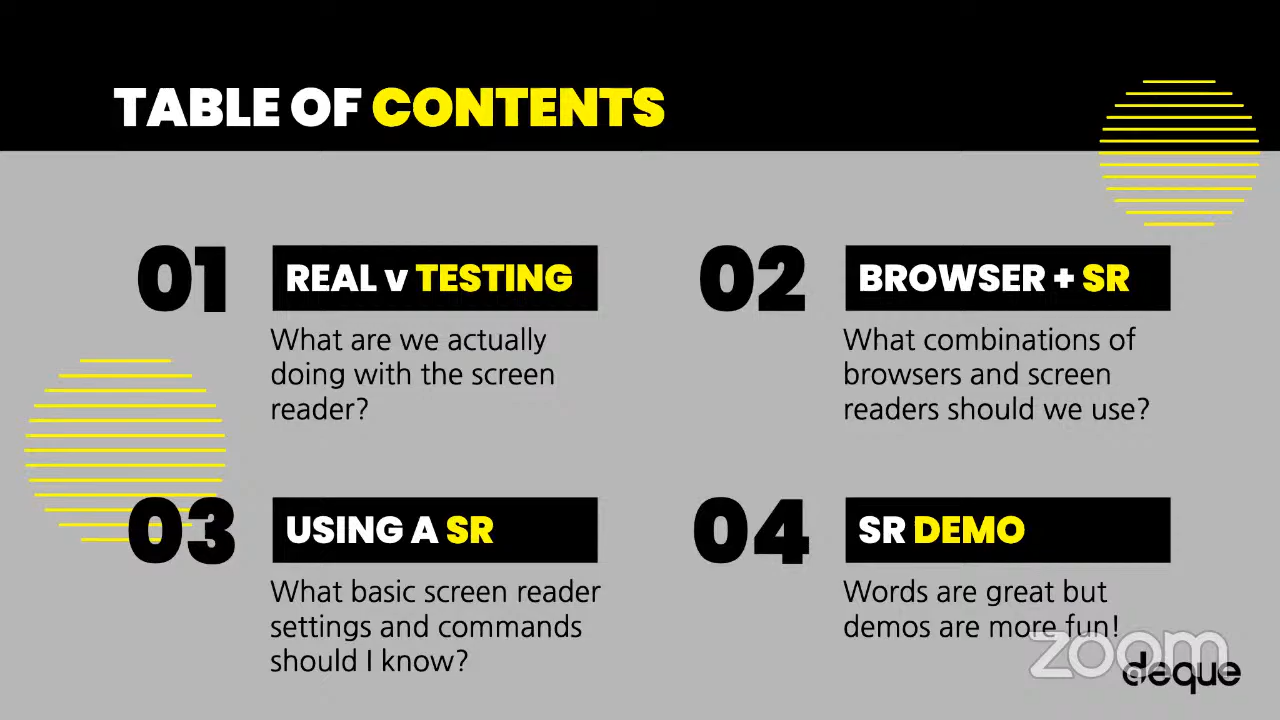 TABLE OF CONTENTS
01
REAL v TESTING
What are we actually
doing with the screen
reader?
02
BROWSER + SR
What combinations of
browsers and screen
readers should we use?
03
USING A SR
What basic screen reader
settings and commands
should I know?
04
SR DEMO
Words are great but
demos are more fun!
zoom
deque